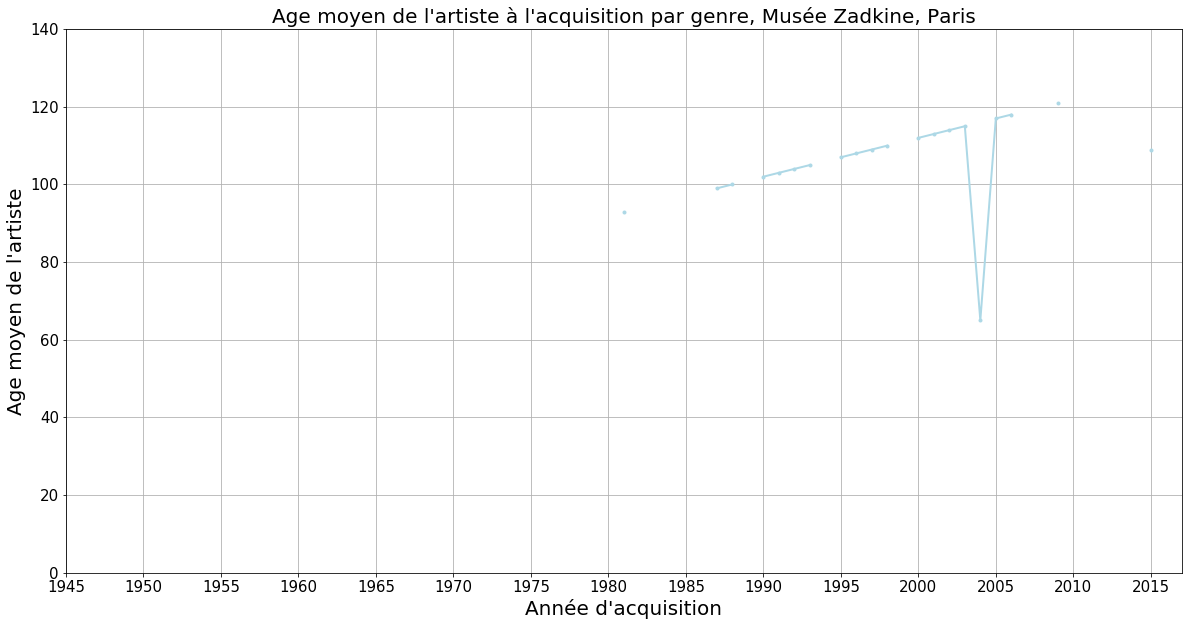 Age moyen de l'artiste à l'acquisition par genre, Musée Zadkine, Paris
140
120
100
80
60
40
20
0
Age moyen de l'artiste
1945 1950 1955 1960 1965 1970 1975 1980 1985 1990 1995 2000 2005 2010 2015
Année d'acquisition